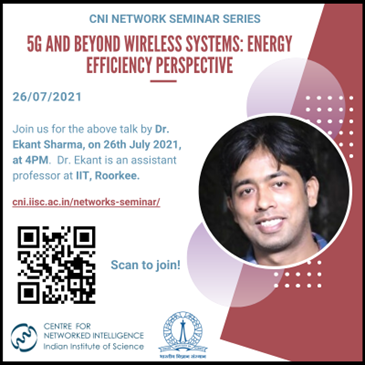 CNI NETWORK SEMINAR SERIES
5G AND BEYOND WIRELESS SYSTEMS: ENERGY
EFFICIENCY PERSPECTIVE
26/07/2021
Join us for the above talk by Dr.
Ekant Sharma, on 26th July 2021,
at 4PM. Dr. Ekant is an assistant
professor at IIT, Roorkee.
cni.iisc.ac.in/networks-seminar/
Scan to join!
CENTRE FOR
NETWORKED INTELLIGENCE
Indian Institute of Science
भारतीय विज्ञान संस्थान